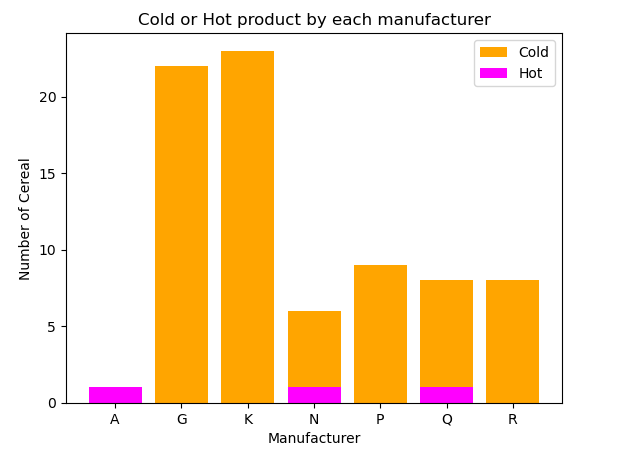 Cold or Hot product by each manufacturer
Cold
Hot
Number of Cereal
20
15
10
5
0
A G K N P Q R
Manufacturer